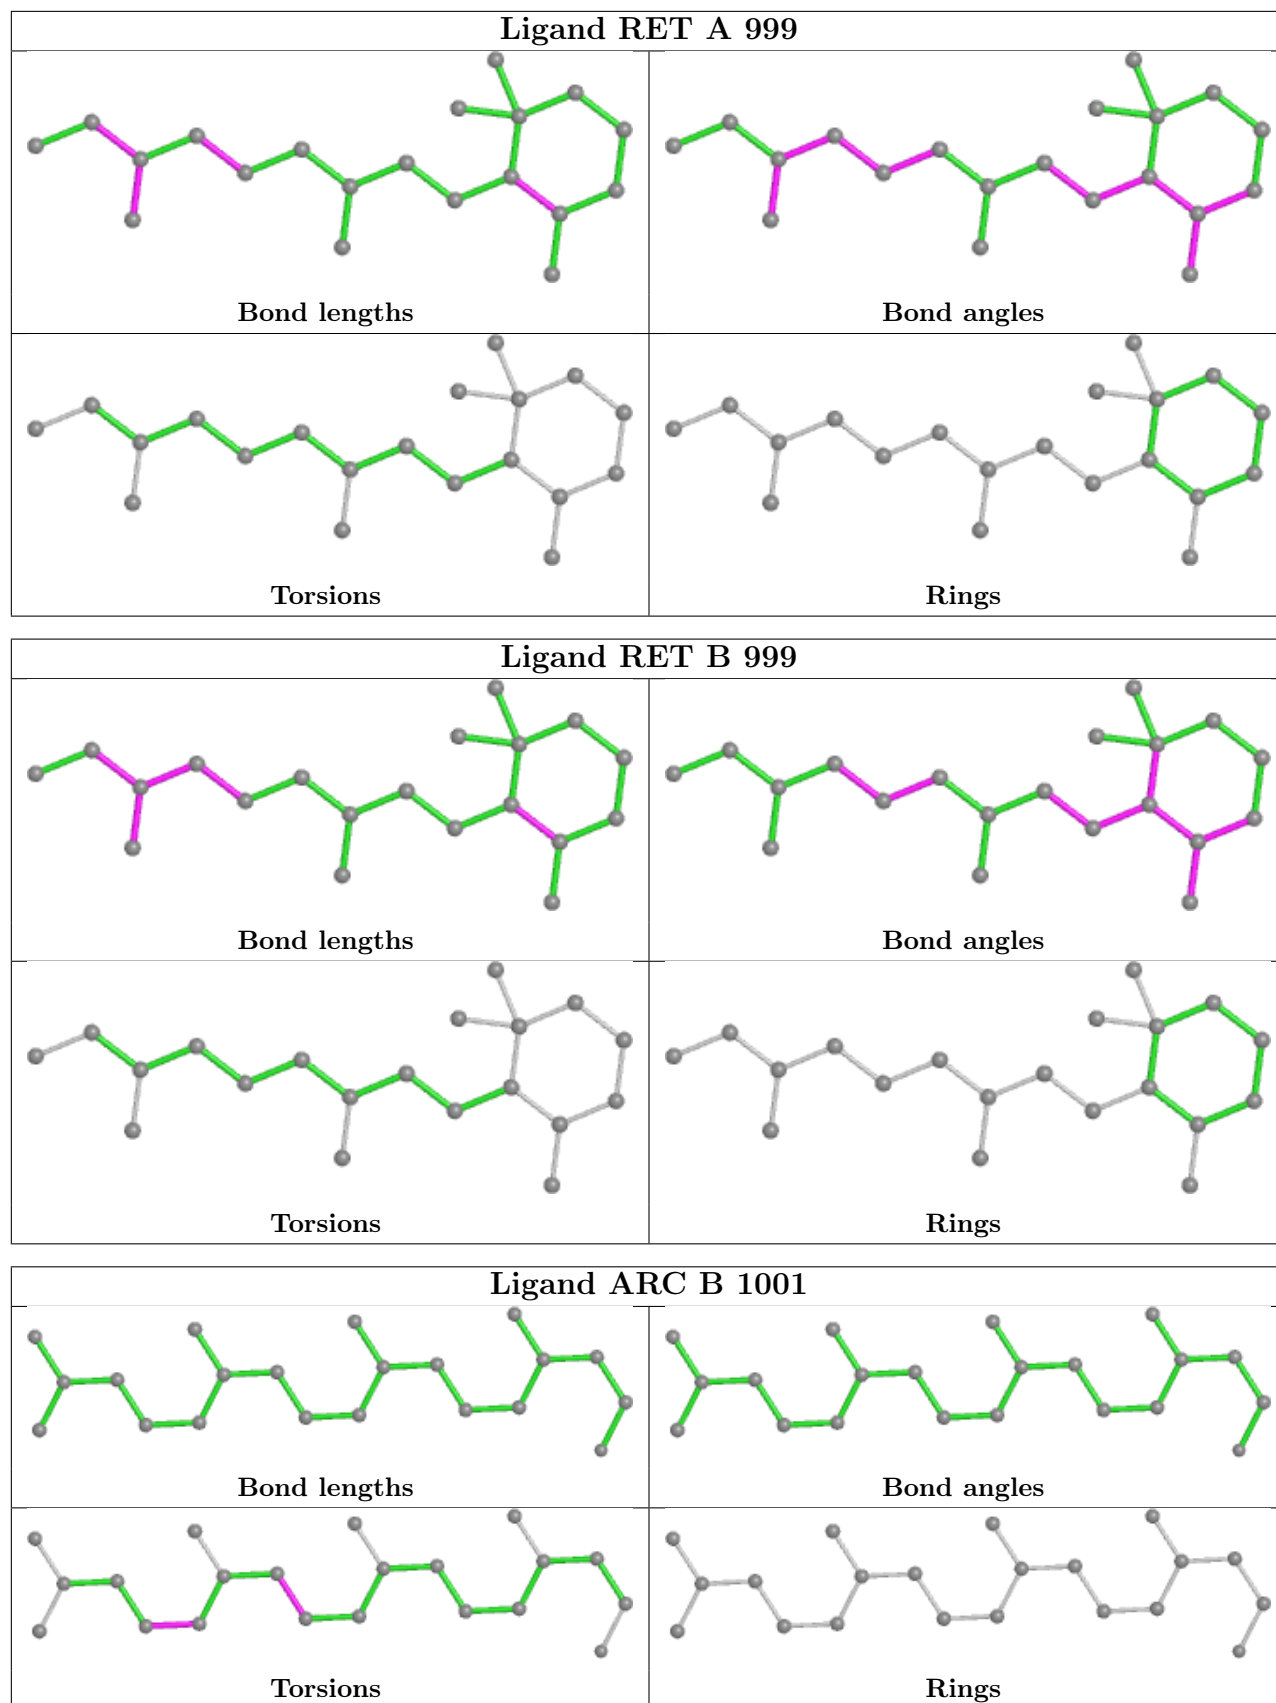 Ligand RET A 999
Bond lengths
Bond angles
Torsions
Rings
Ligand RET B 999
Bond lengths
Bond angles
Torsions
Rings
Ligand ARC B 1001
Bond lengths
Bond angles
Torsions
Rings